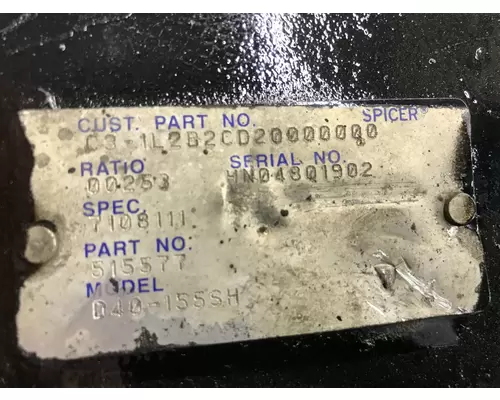 CUST. PART NO. SPICER
C3-1L2B2CD20000000
RATIO SERIAL NO.
00253 HN04801902
SPEC.
7108111
PART NO.
515577
MODEL
D40-155SH